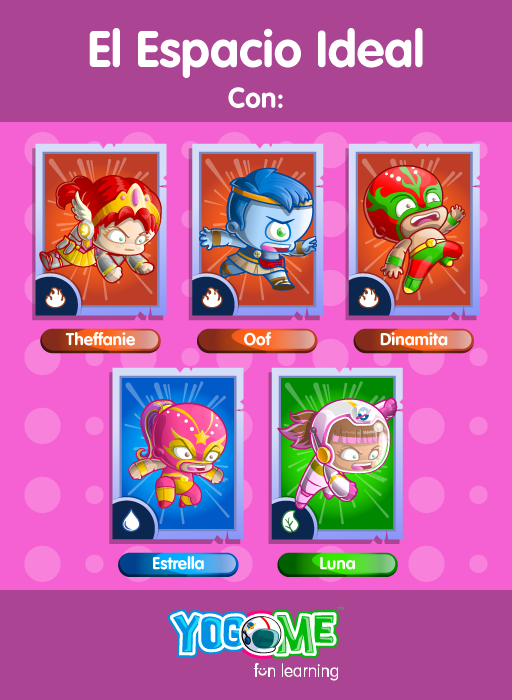 El Espacio Ideal
Con:
Theffanie
Oof
Dinamita
Estrella
Luna
YOGOME
fun learning